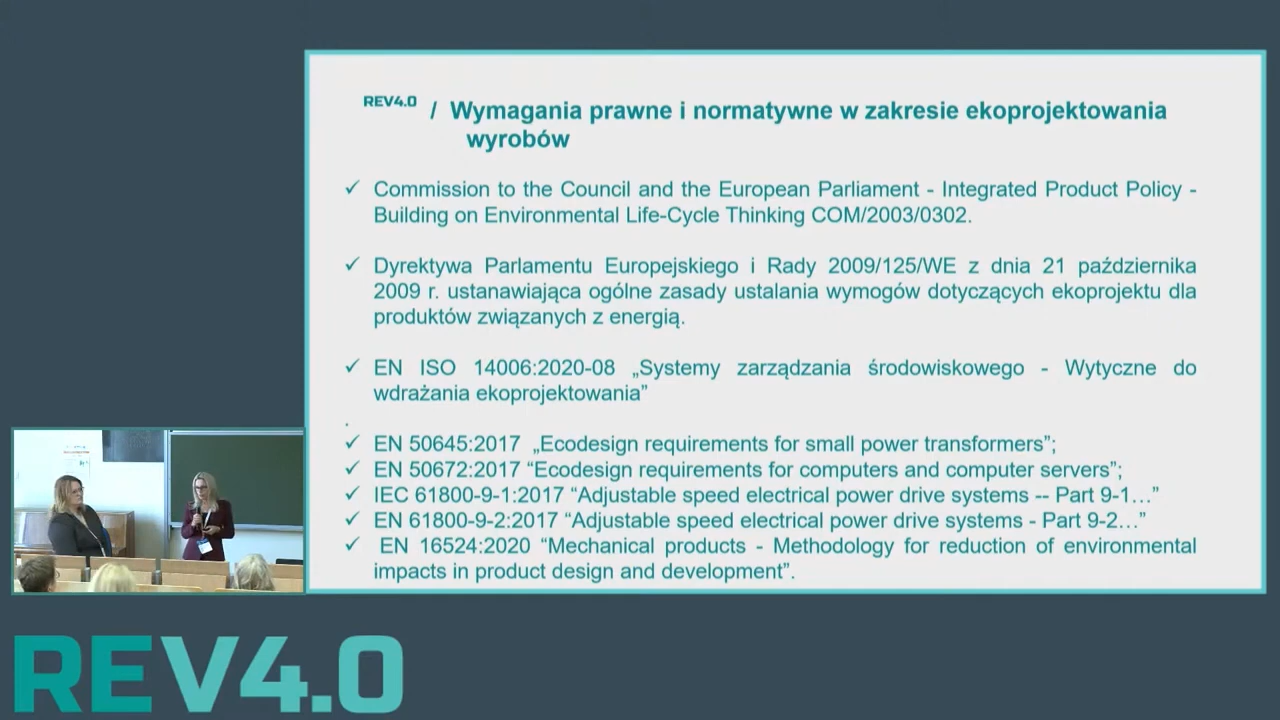 REV4.0 / Wymagania prawne i normatywne w zakresie ekoprojektowania
wyrobów
✓ Commission to the Council and the European Parliament - Integrated Product Policy -
Building on Environmental Life-Cycle Thinking COM/2003/0302.
✓ Dyrektywa Parlamentu Europejskiego i Rady 2009/125/WE z dnia 21 października
2009 r. ustanawiająca ogólne zasady ustalania wymogów dotyczących ekoprojektu dla
produktów związanych z energią.
✓ EN ISO 14006:2020-08 „Systemy zarządzania środowiskowego - Wytyczne do
wdrażania ekoprojektowania”
.
✓ EN 50645:2017 „Ecodesign requirements for small power transformers”;
✓ EN 50672:2017 “Ecodesign requirements for computers and computer servers”;
✓ IEC 61800-9-1:2017 “Adjustable speed electrical power drive systems -- Part 9-1…”
✓ EN 61800-9-2:2017 “Adjustable speed electrical power drive systems - Part 9-2…”
✓ EN 16524:2020 “Mechanical products - Methodology for reduction of environmental
impacts in product design and development”.
REV4.0